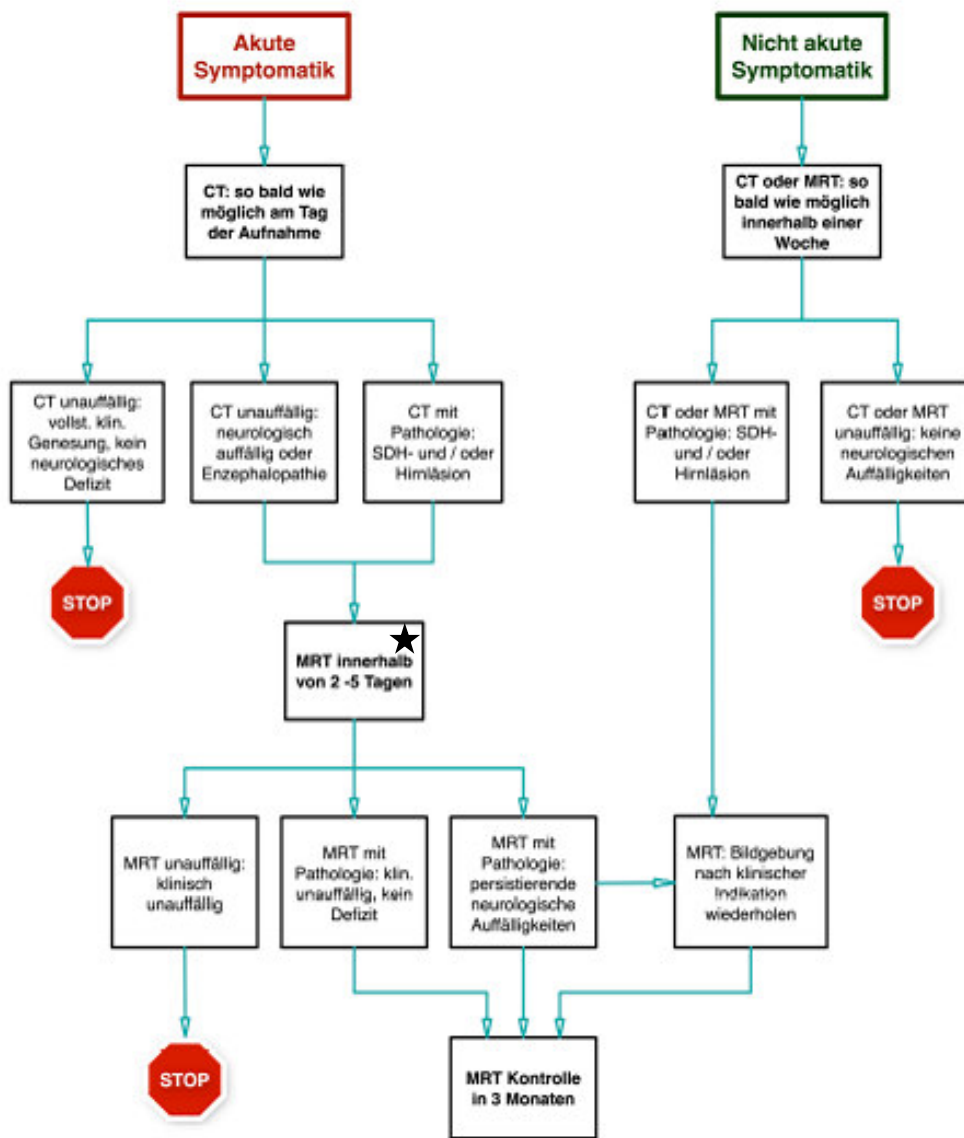 Akute
Symptomatik
Nicht akute
Symptomatik
CT: so bald wie
möglich am Tag
der Aufnahme
CT oder MRT: so
bald wie möglich
innerhalb einer
Woche
CT unauffällig:
vollst. klin.
Genesung, kein
neurologisches
Defizit
CT unauffällig:
neurologisch
auffällig oder
Enzephalopathie
CT mit
Pathologie:
SDH- und / oder
Hirnläsion
CT oder MRT mit
Pathologie: SDH-
und / oder
Hirnläsion
CT oder MRT
unauffällig: keine
neurologischen
Auffälligkeiten
STOP
STOP
MRT innerhalb
von 2 -5 Tagen
MRT unauffällig:
klinisch
unauffällig
MRT mit
Pathologie: klin.
unauffällig, kein
Defizit
MRT mit
Pathologie:
persistierende
neurologische
Auffälligkeiten
MRT: Bildgebung
nach klinischer
Indikation
wiederholen
STOP
MRT Kontrolle
in 3 Monaten